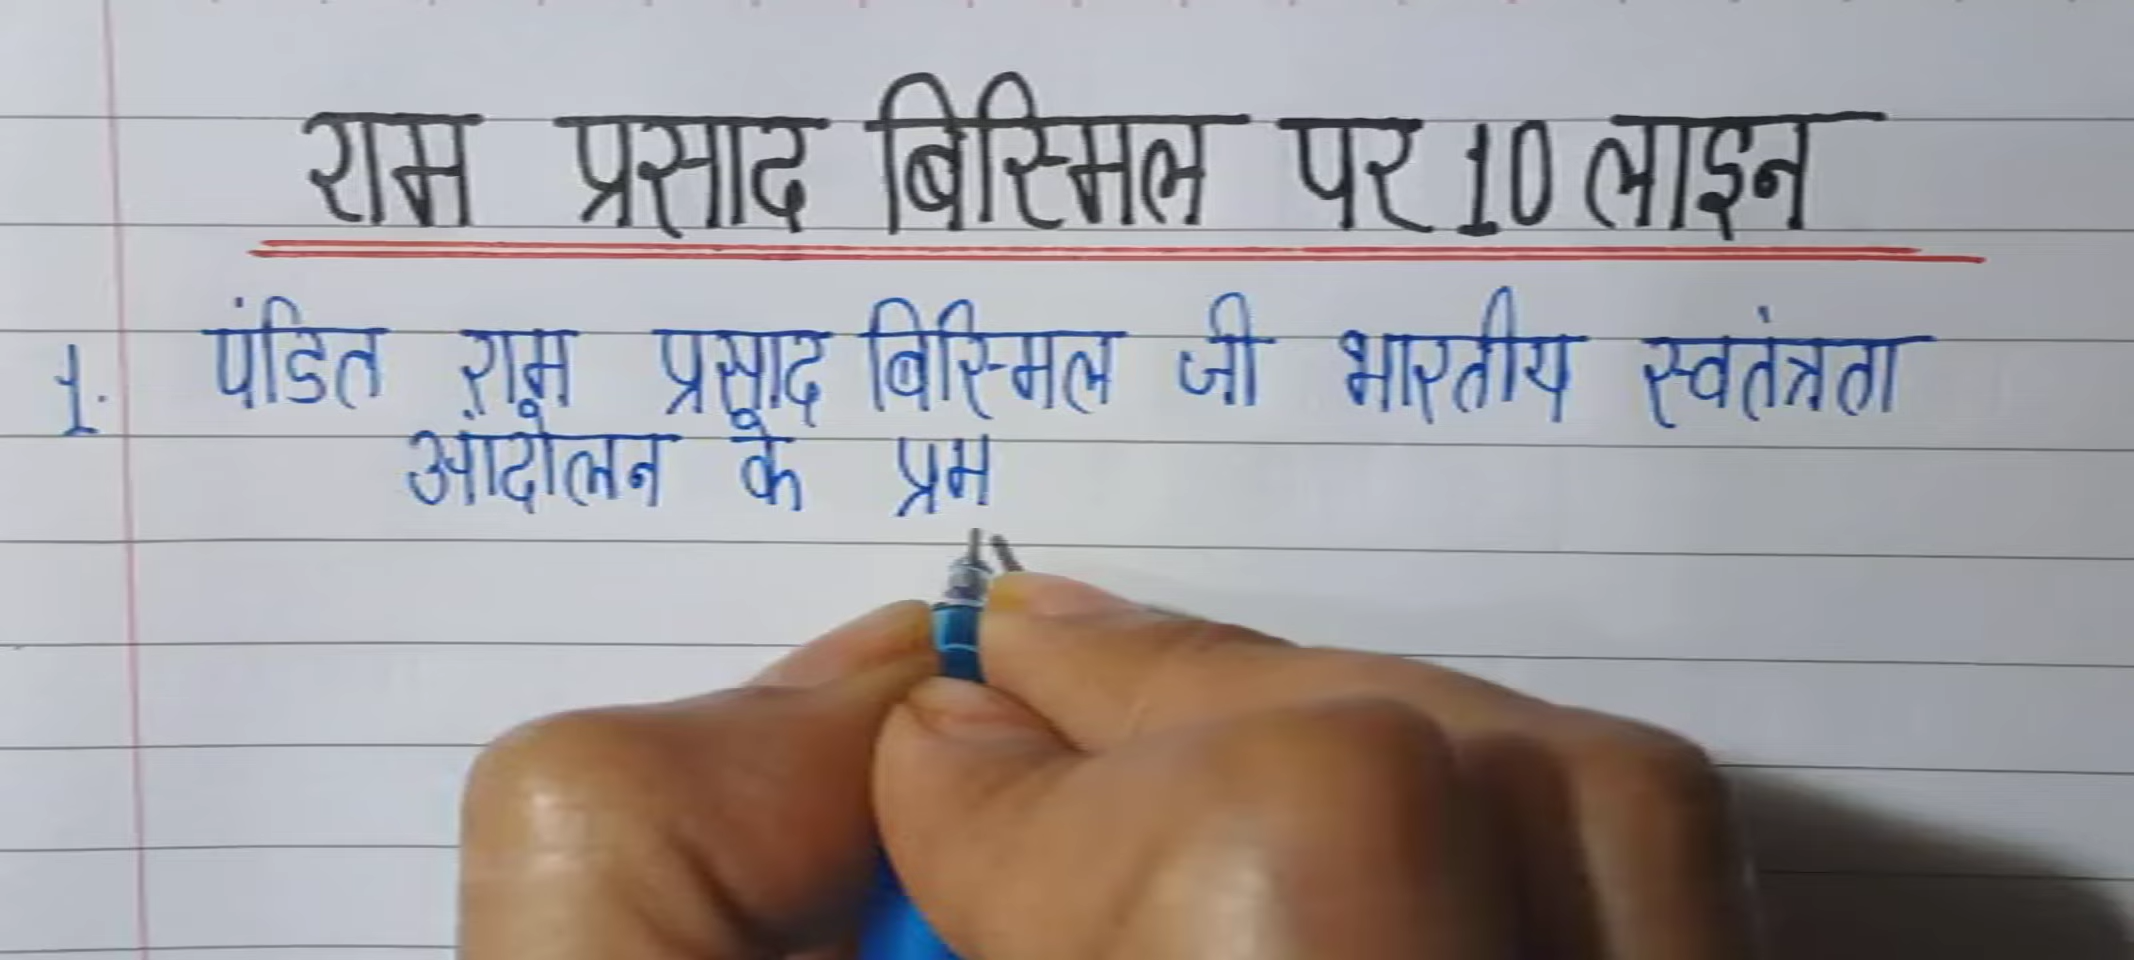 राम प्रसाद बिस्मिल पर 10 लाइन
1. पंडित राम प्रसाद बिस्मिल जी भारतीय स्वतंत्रता
आंदोलन के प्रम